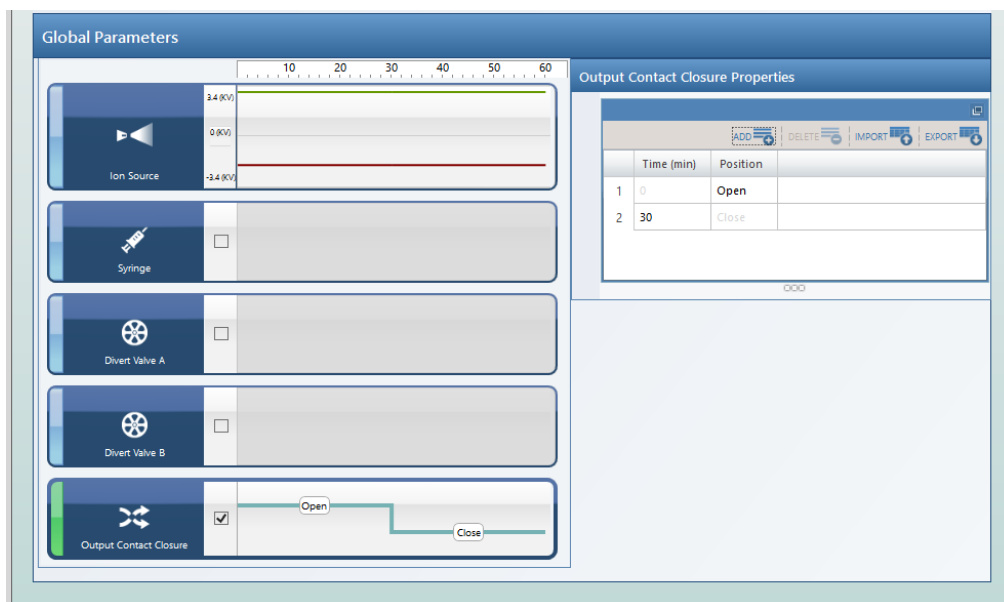 Global Parameters
10 20 30 40 50 60
3.4 (KV)
0 (KV)
-3.4 (KV)
Ion Source
Syringe
Divert Valve A
Divert Valve B
Open
Close
Output Contact Closure
Output Contact Closure Properties
ADD DELETE IMPORT EXPORT
Time (min) Position
1 0 Open
2 30 Close